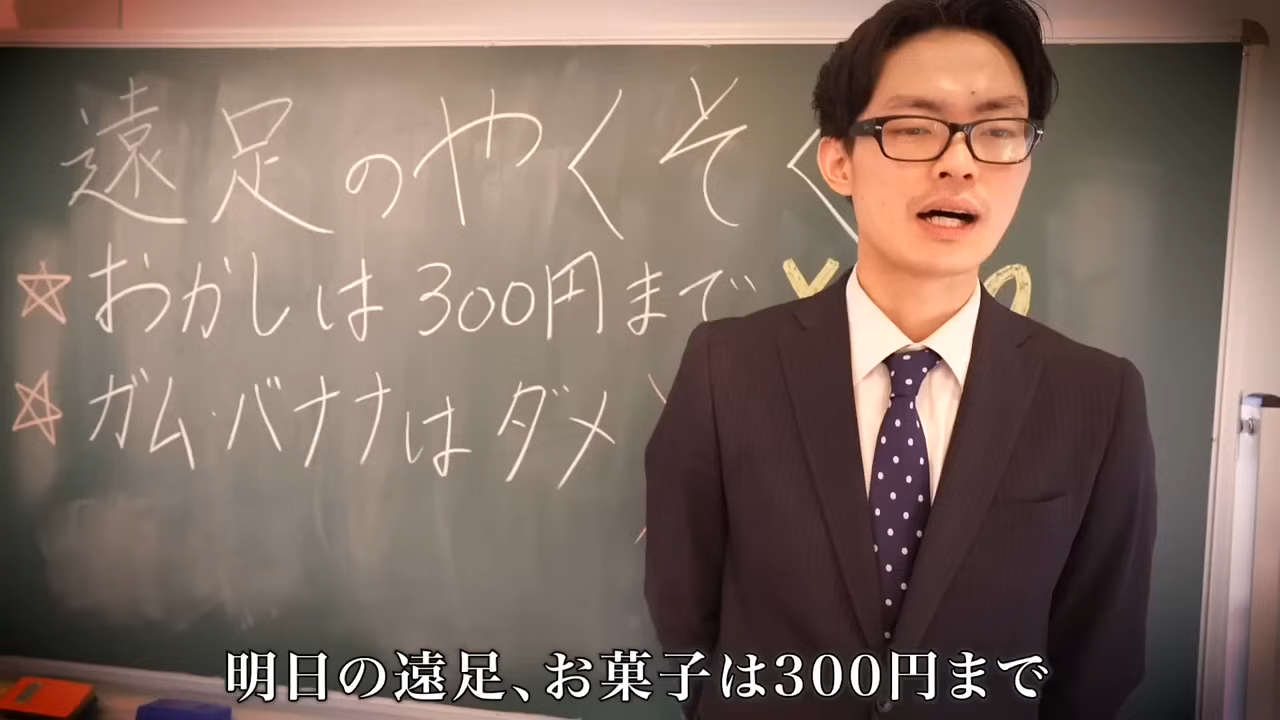 遠足のやくそく
☆おかしは300円まで
☆ガム・バナナはダメ
明日の遠足、お菓子は300円まで